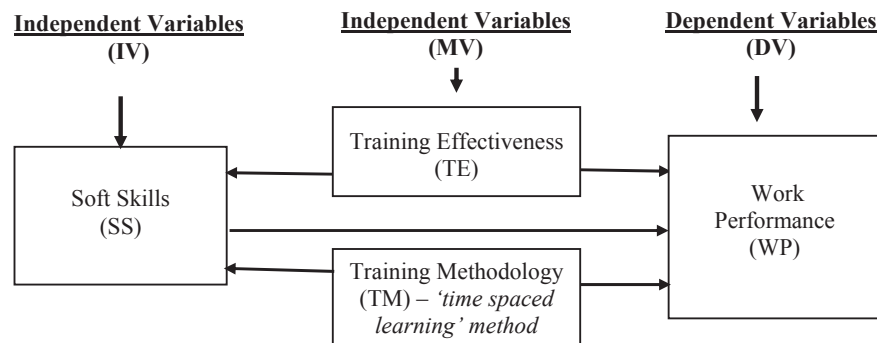 Independent Variables
(IV)
Independent Variables
(MV)
Dependent Variables
(DV)
Soft Skills
(SS)
Training Effectiveness
(TE)
Training Methodology
(TM) – ‘time spaced
learning’ method
Work
Performance
(WP)